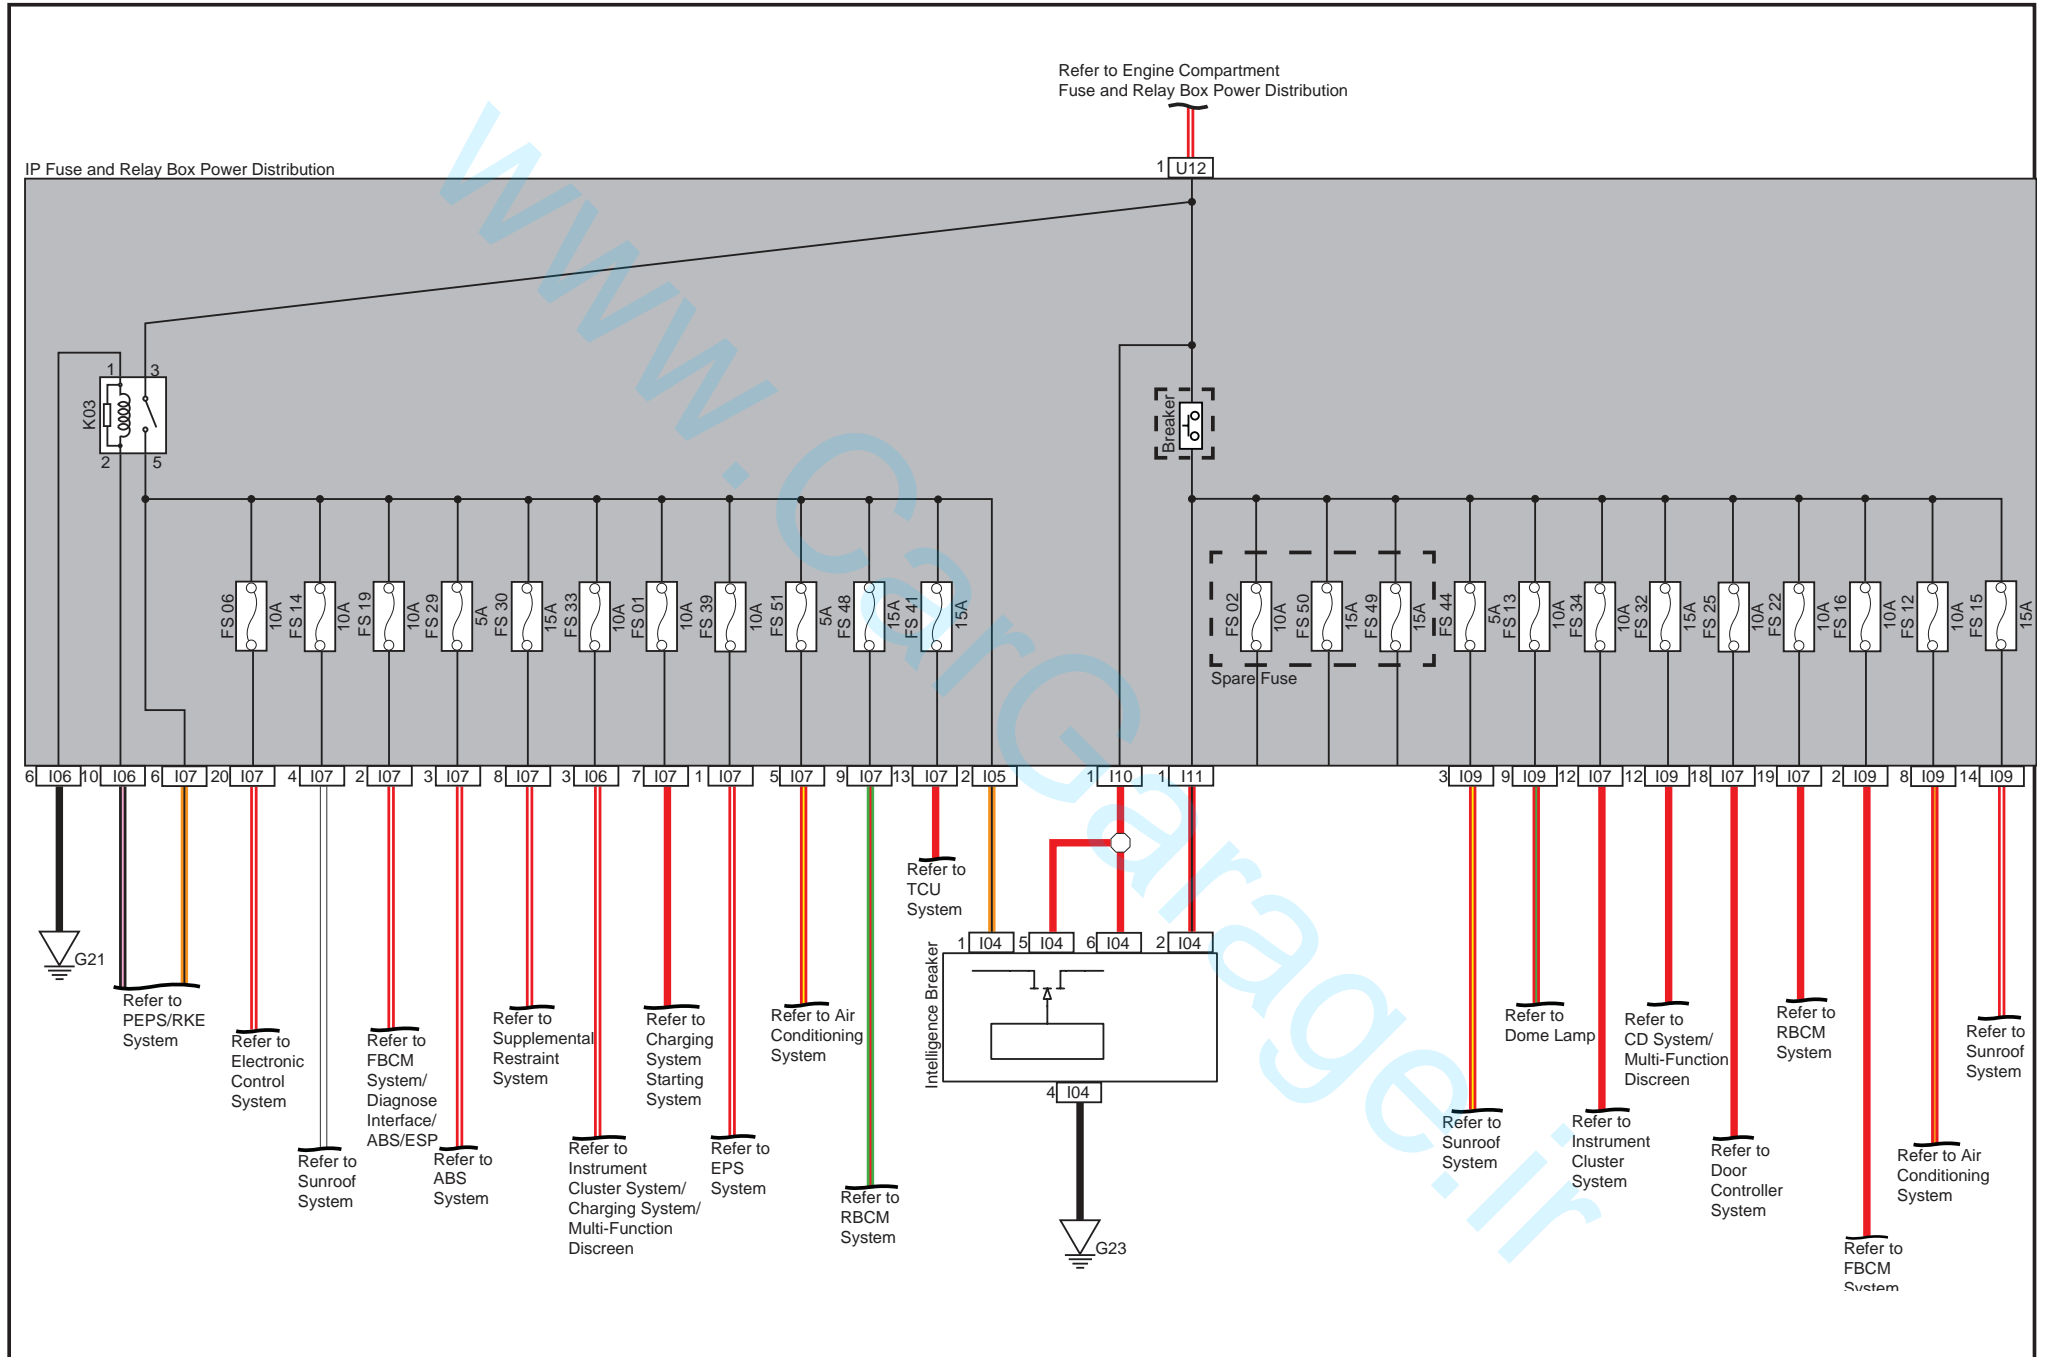 Refer to Engine Compartment
Fuse and Relay Box Power Distribution
1 U12
IP Fuse and Relay Box Power Distribution
1 3
K03
2 5
Breaker
FS 06 10A
FS 14 10A
FS 19 10A
FS 29 5A
FS 30 15A
FS 33 10A
FS 01 10A
FS 39 10A
FS 51 5A
FS 48 15A
FS 41 15A
FS 02 10A
FS 50 15A
FS 49 15A
FS 44 5A
FS 13 10A
FS 34 10A
FS 32 15A
FS 25 10A
FS 22 10A
FS 16 10A
FS 12 10A
FS 15 15A
Spare Fuse
6 I06 10 I06 6 I07 20 I07 4 I07 2 I07 3 I07 8 I07 3 I06 7 I07 1 I07 5 I07 9 I07 13 I07 2 I05 1 I10 1 I11 3 I09 9 I09 12 I07 12 I09 18 I07 19 I07 2 I09 8 I09 14 I09
G21
Refer to
PEPS/RKE
System
Refer to
Electronic
Control
System
Refer to
Sunroof
System
Refer to
FBCM
System/
Diagnose
Interface/
ABS/ESP
Refer to
ABS
System
Refer to
Supplemental
Restraint
System
Refer to
Instrument
Cluster System/
Charging System/
Multi-Function
Discreen
Refer to
Charging
System
Starting
System
Refer to
EPS
System
Refer to Air
Conditioning
System
Refer to
RBCM
System
Refer to
TCU
System
1 I04 5 I04 6 I04 2 I04
Intelligence Breaker
4 I04
G23
Refer to
Sunroof
System
Refer to
Dome Lamp
Refer to
Instrument
Cluster
System
Refer to
CD System/
Multi-Function
Discreen
Refer to
Door
Controller
System
Refer to
RBCM
System
Refer to
FBCM
System
Refer to Air
Conditioning
System
Refer to
Sunroof
System
www.CarGarage.ir